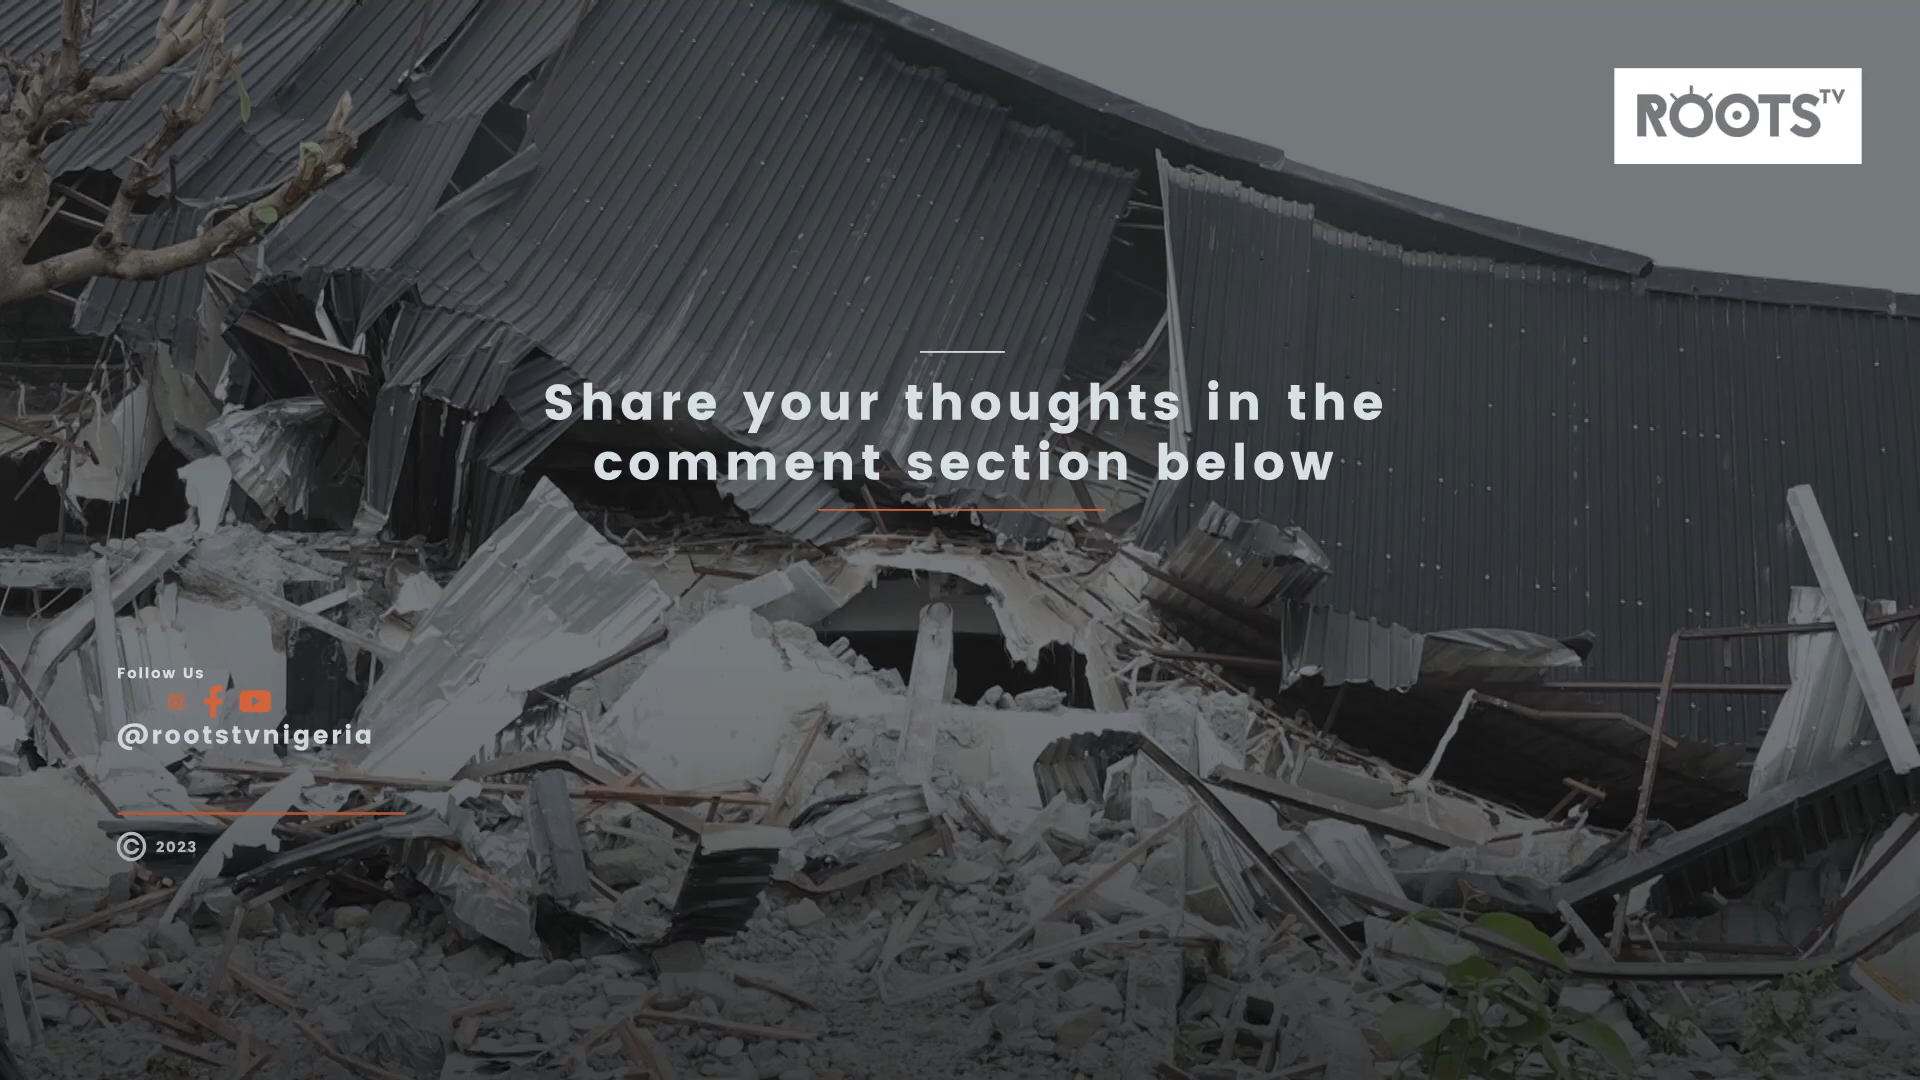 ROOTS TV
Share your thoughts in the
comment section below
Follow Us
@rootstvnigeria
© 2023